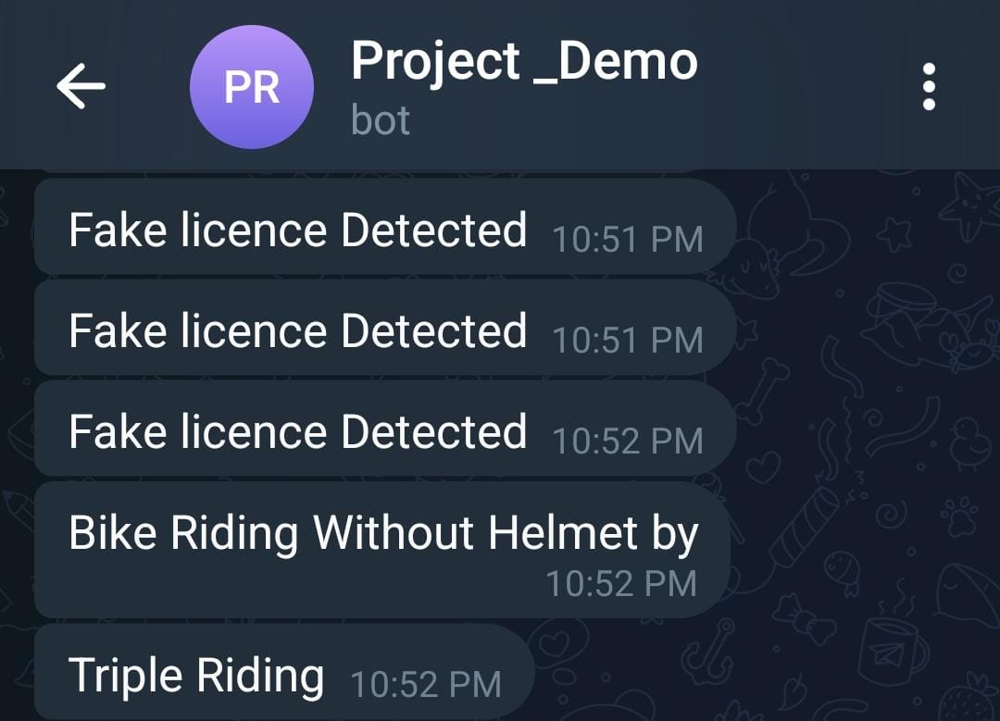 PR
Project _Demo
bot
Fake licence Detected 10:51 PM
Fake licence Detected 10:51 PM
Fake licence Detected 10:52 PM
Bike Riding Without Helmet by
10:52 PM
Triple Riding 10:52 PM